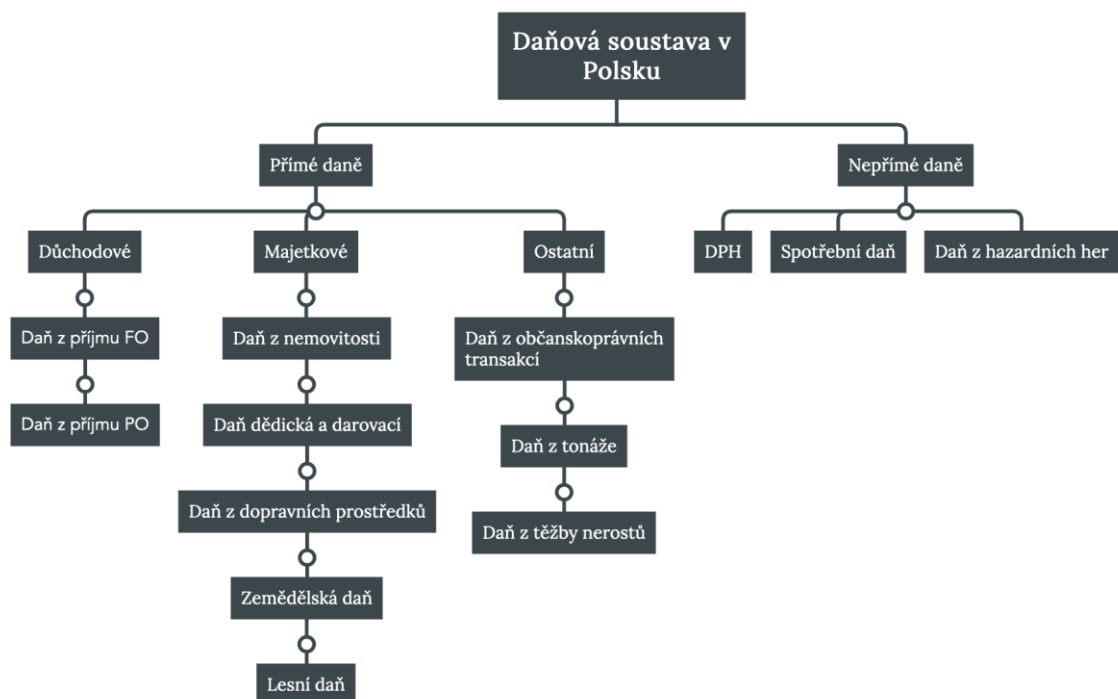 Daňová soustava v
Polsku
Přímé daně
Nepřímé daně
Důchodové
Majetkové
Ostatní
DPH
Spotřební daň
Daň z hazardních her
Daň z příjmu FO
Daň z nemovitosti
Daň z občanskoprávních
transakcí
Daň z příjmu PO
Daň dědická a darovací
Daň z tonáže
Daň z dopravních prostředků
Daň z těžby nerostů
Zemědělská daň
Lesní daň